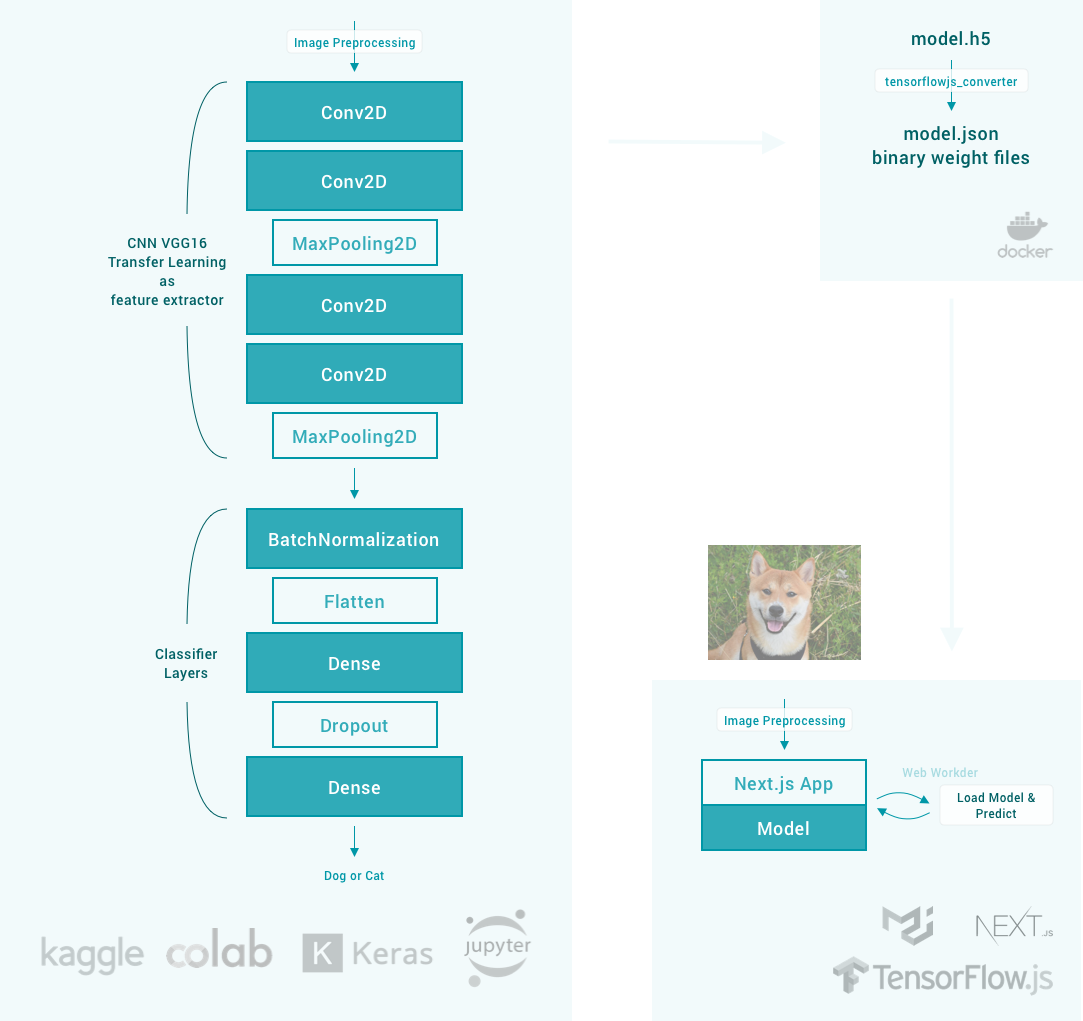 Image Preprocessing
Conv2D
Conv2D
MaxPooling2D
Conv2D
Conv2D
MaxPooling2D
CNN VGG16
Transfer Learning
as
feature extractor
BatchNormalization
Flatten
Dense
Dropout
Dense
Classifier
Layers
Dog or Cat
kaggle
colab
K Keras
jupyter
model.h5
tensorflowjs_converter
model.json
binary weight files
docker
Image Preprocessing
Next.js App
Model
Web Workder
Load Model &
Predict
NEXT.JS
TensorFlow.js